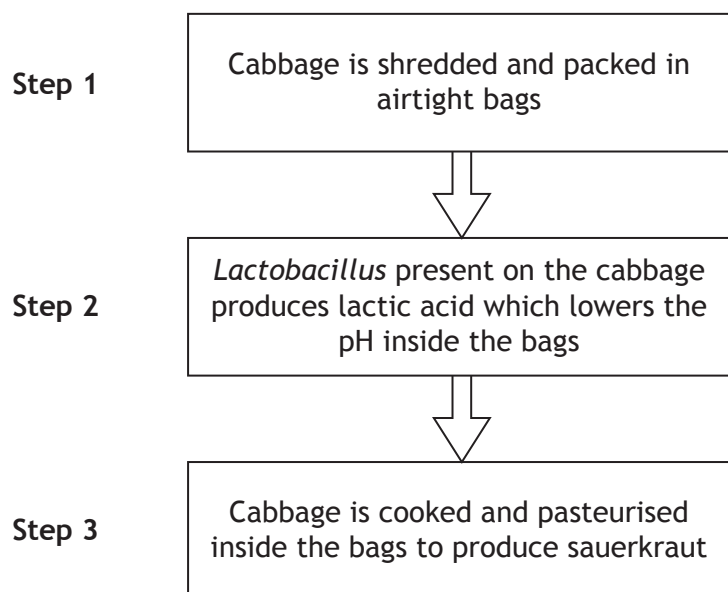 Step 1
Cabbage is shredded and packed in
airtight bags
Step 2
Lactobacillus present on the cabbage
produces lactic acid which lowers the
pH inside the bags
Step 3
Cabbage is cooked and pasteurised
inside the bags to produce sauerkraut